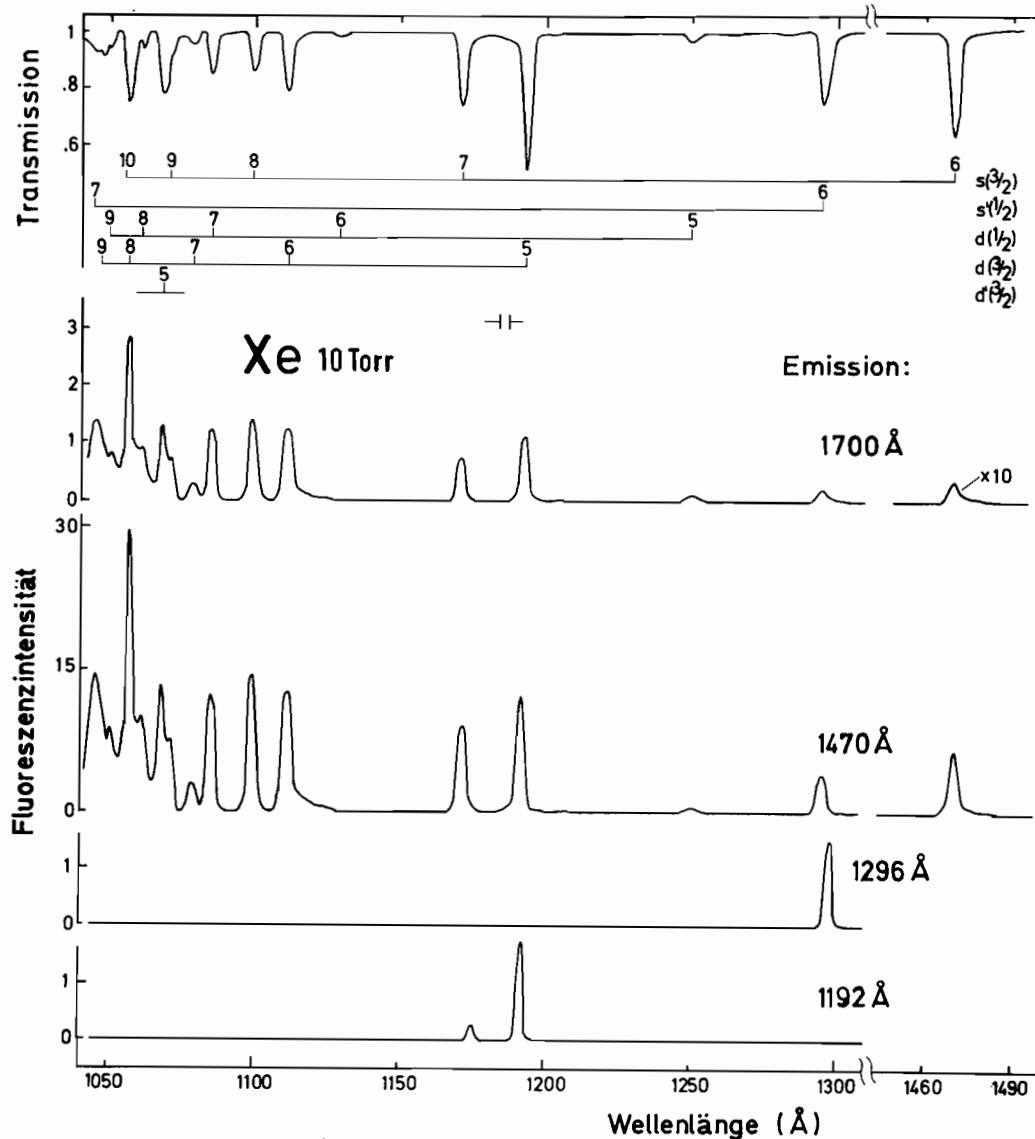 Transmission
1
.8
.6
10 9 8 7 6 s(3/2)
7 6 s'(1/2)
9 8 7 6 5 d(1/2)
9 8 7 6 5 d(3/2)
5 d'(3/2)
Fluoreszenzintensität
Xe 10 Torr
Emission:
3
2
1
0
1700 Å
x10
30
15
0
1470 Å
1
0
1296 Å
1
0
1192 Å
1050 1100 1150 1200 1250 1300 1460 1490
Wellenlänge (Å)